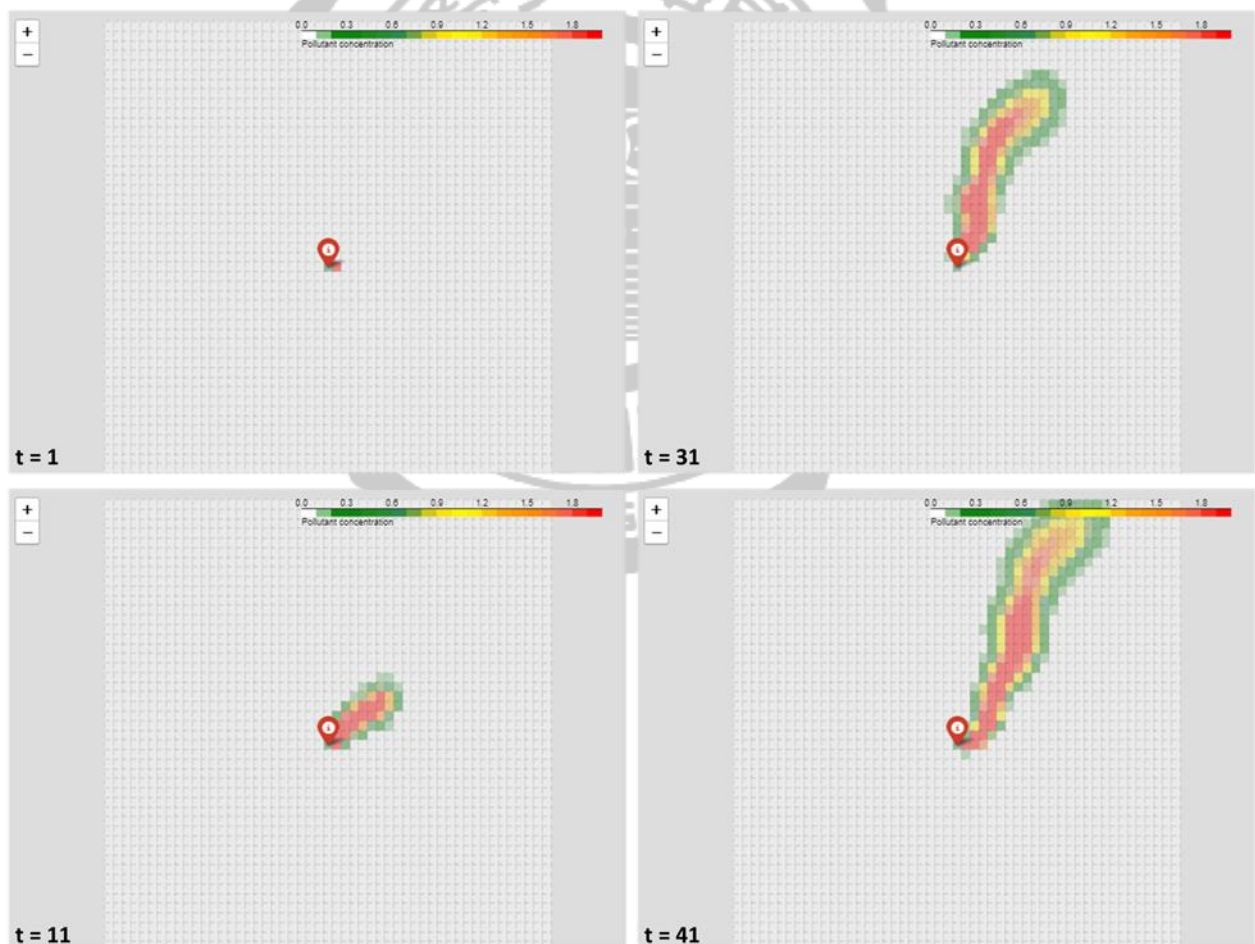 +
−
0.0 0.3 0.6 0.9 1.2 1.5 1.8
Pollutant concentration
t = 1
+
−
0.0 0.3 0.6 0.9 1.2 1.5 1.8
Pollutant concentration
t = 31
+
−
0.0 0.3 0.6 0.9 1.2 1.5 1.8
Pollutant concentration
t = 11
+
−
0.0 0.3 0.6 0.9 1.2 1.5 1.8
Pollutant concentration
t = 41